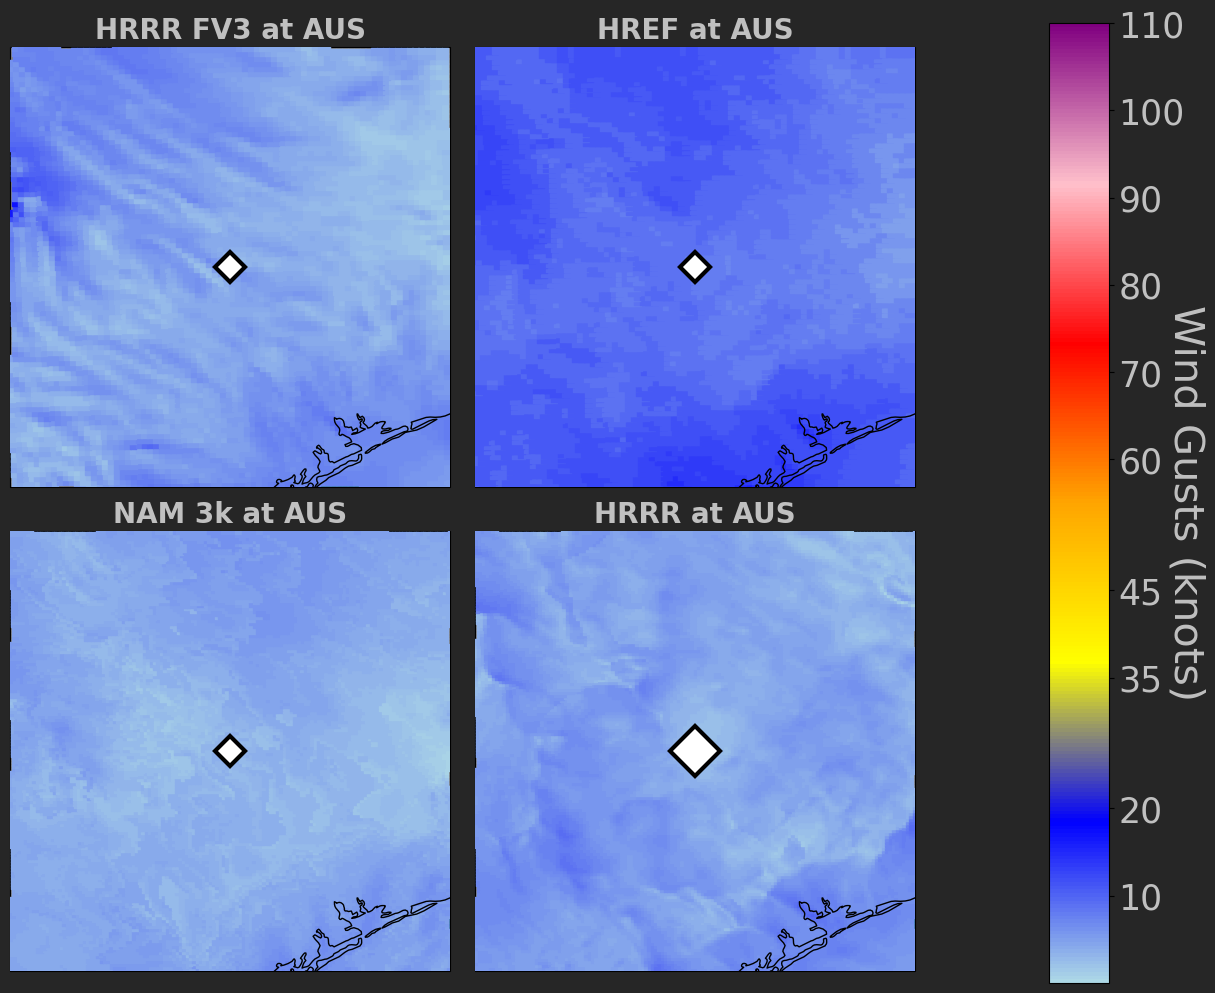 HRRR FV3 at AUS
HREF at AUS
NAM 3k at AUS
HRRR at AUS
110
100
90
80
70
60
45
35
20
10
Wind Gusts (knots)